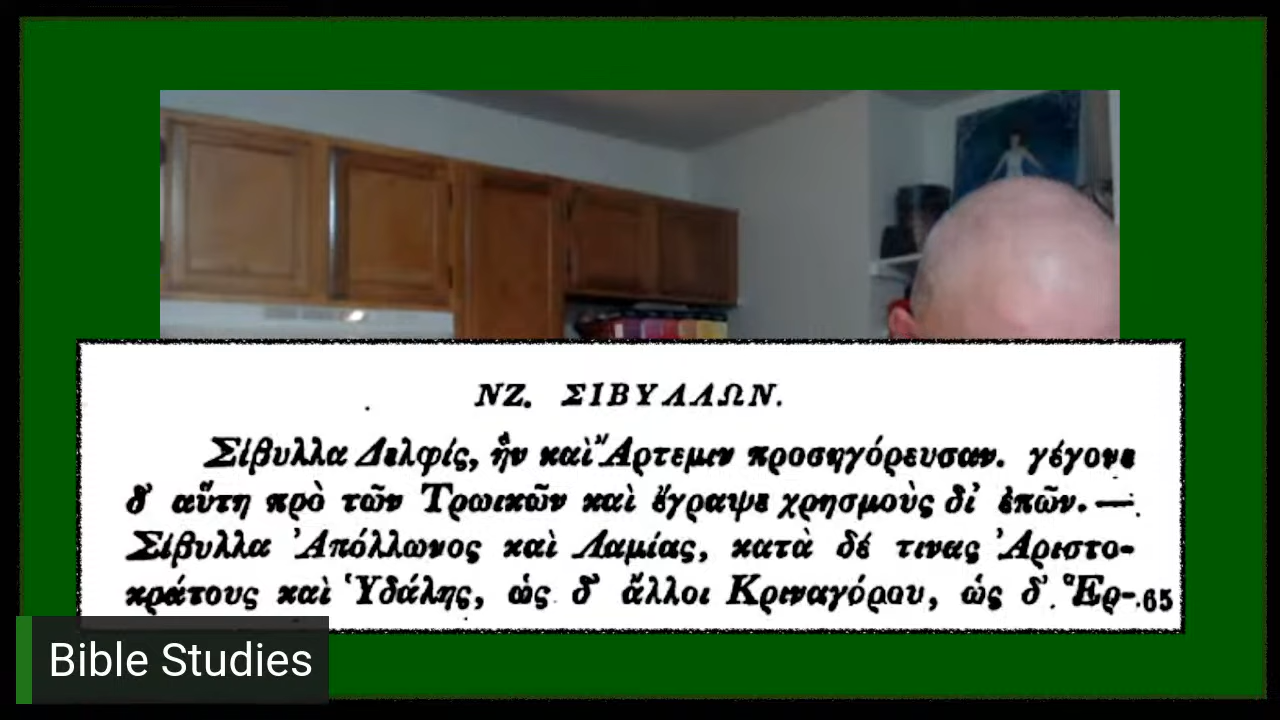 ΝΖ. ΣΙΒΥΛΛΩΝ.
Σίβυλλα Δελφίς, ἣν καὶ Ἄρτεμιν προσηγόρευσαν. γέγονε
δ' αὕτη πρὸ τῶν Τρωικῶν καὶ ἔγραψε χρησμοὺς δι' ἐπῶν.—
Σίβυλλα Ἀπόλλωνος καὶ Λαμίας, κατὰ δέ τινας Ἀριστο-
κράτους καὶ Ὑδάλης, ὡς δ' ἄλλοι Κριναγόρου, ὡς δ' Ἑρ- 65
Bible Studies